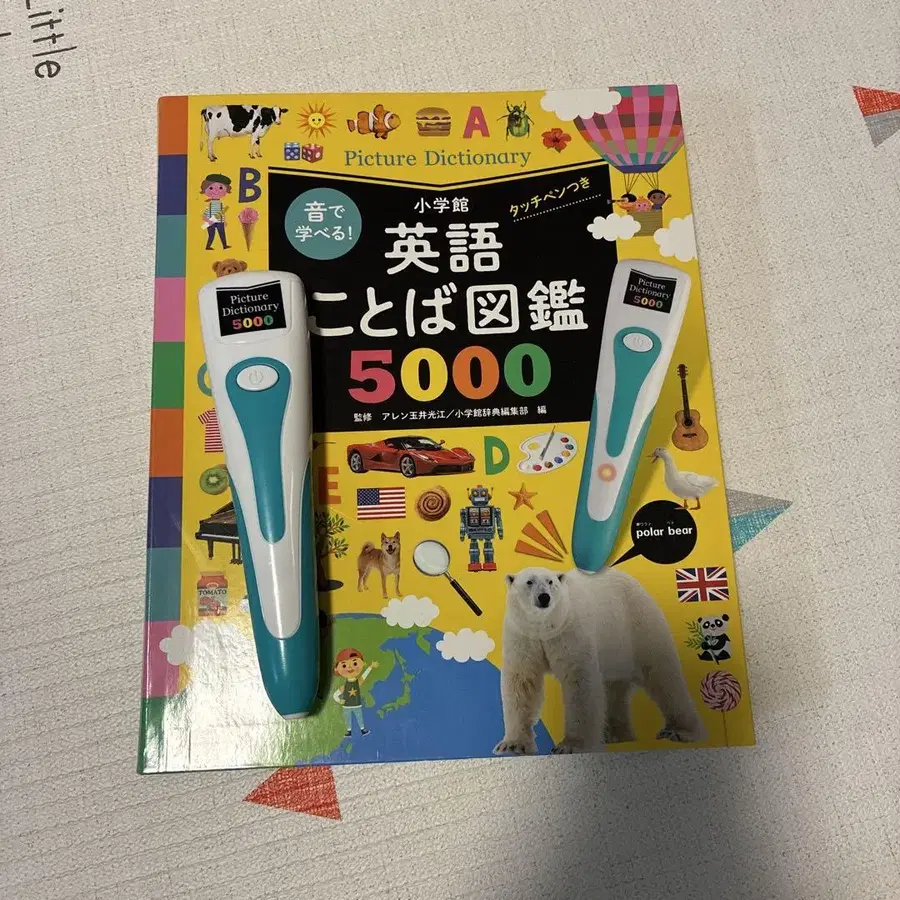 Little
A
Picture Dictionary
B
タッチペンつき
音で
学べる!
小学館
英語
ことば図鑑
5000
監修 アレン玉井光江/小学館辞典編集部 編
Picture
Dictionary
5000
Picture
Dictionary
5000
D
E
TOMATO
polar bear